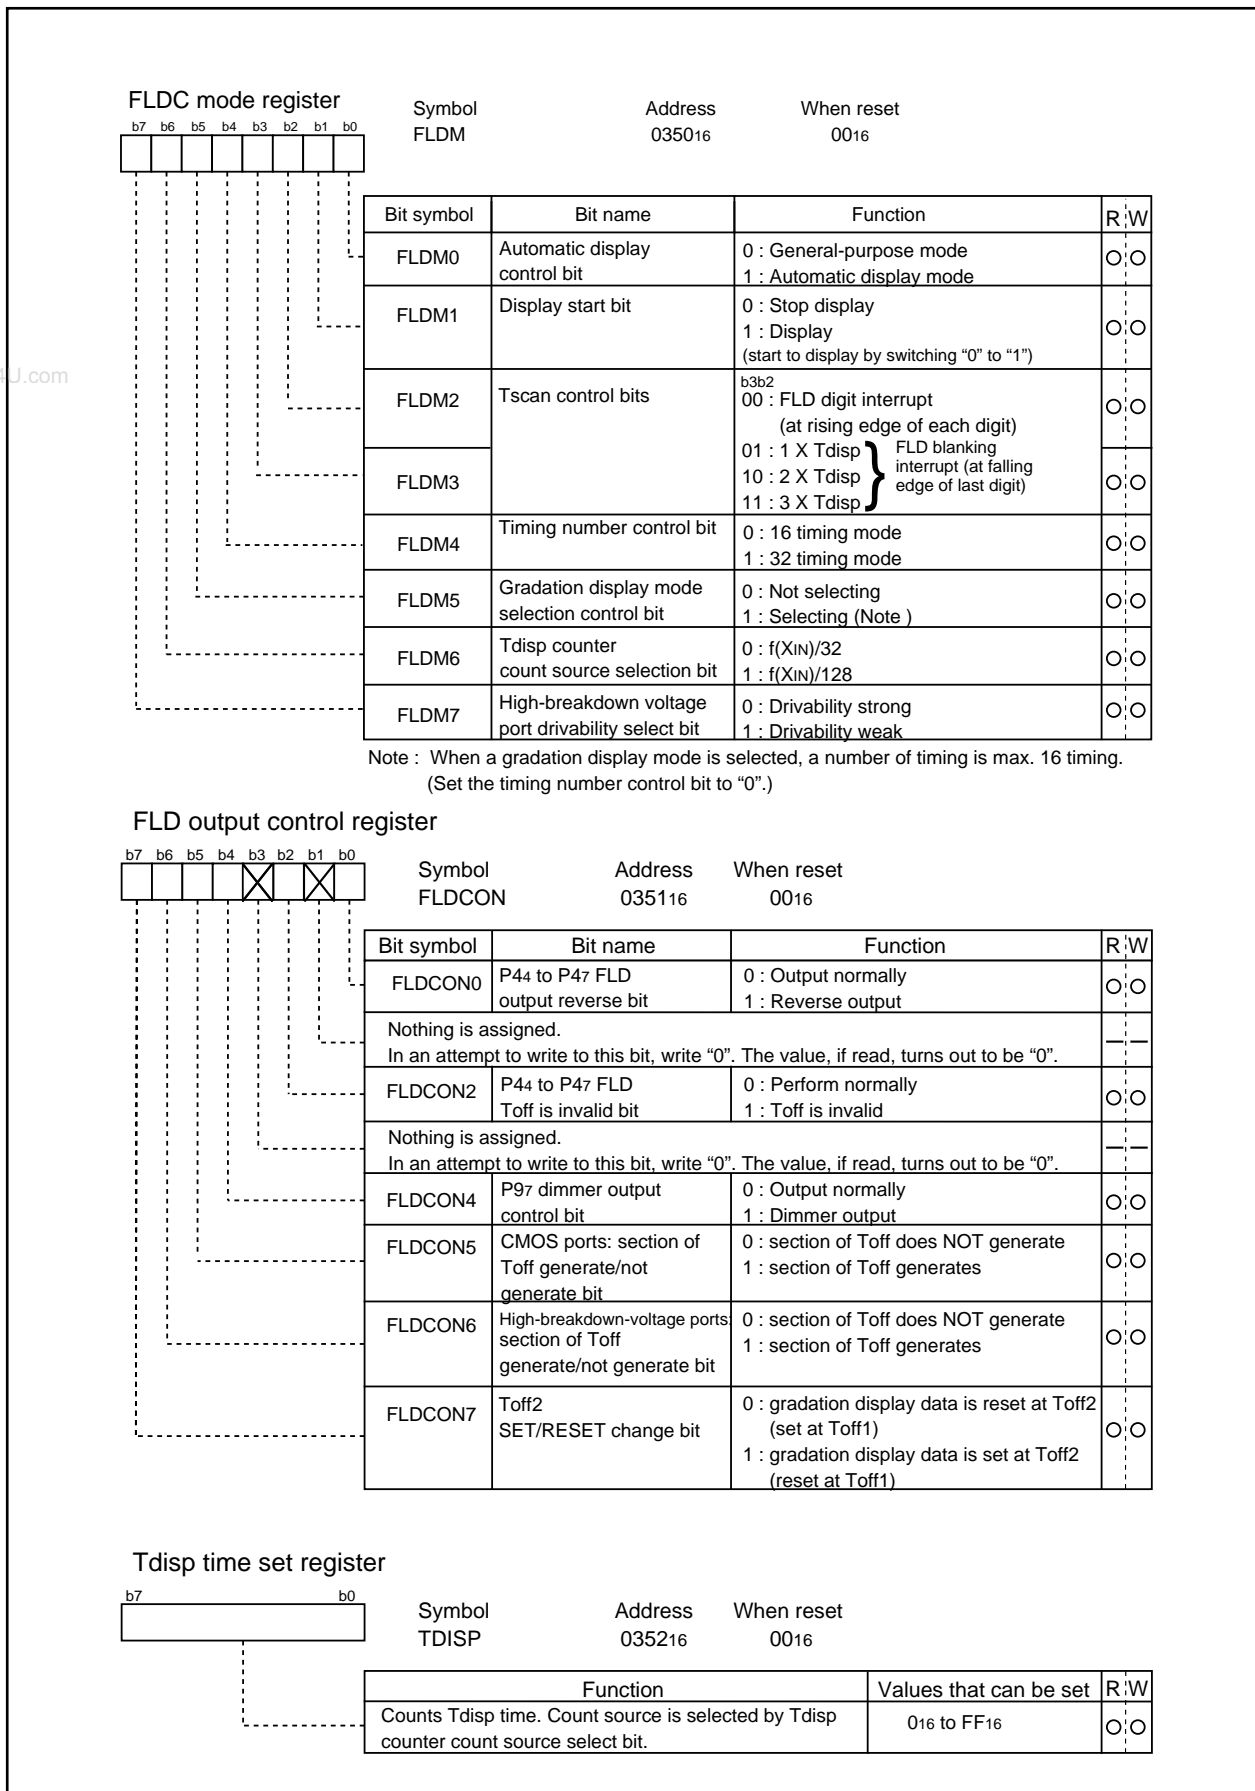 FLDC mode register
Symbol Address When reset
b7 b6 b5 b4 b3 b2 b1 b0
FLDM 035016 0016
Bit symbol Bit name Function R W
FLDM0 Automatic display control bit 0 : General-purpose mode
1 : Automatic display mode
FLDM1 Display start bit 0 : Stop display
1 : Display
(start to display by switching “0” to “1”)
4U.com
FLDM2 Tscan control bits b3b2
00 : FLD digit interrupt
(at rising edge of each digit)
FLDM3 01 : 1 X Tdisp
10 : 2 X Tdisp
11 : 3 X Tdisp
FLD blanking
interrupt (at falling
edge of last digit)
FLDM4 Timing number control bit 0 : 16 timing mode
1 : 32 timing mode
FLDM5 Gradation display mode selection control bit 0 : Not selecting
1 : Selecting (Note )
FLDM6 Tdisp counter count source selection bit 0 : f(XIN)/32
1 : f(XIN)/128
FLDM7 High-breakdown voltage port drivability select bit 0 : Drivability strong
1 : Drivability weak
Note : When a gradation display mode is selected, a number of timing is max. 16 timing.
(Set the timing number control bit to “0”.)
FLD output control register
b7 b6 b5 b4 b3 b2 b1 b0
Symbol Address When reset
FLDCON 035116 0016
Bit symbol Bit name Function R W
FLDCON0 P44 to P47 FLD output reverse bit 0 : Output normally
1 : Reverse output
Nothing is assigned.
In an attempt to write to this bit, write “0”. The value, if read, turns out to be “0”.
FLDCON2 P44 to P47 FLD Toff is invalid bit 0 : Perform normally
1 : Toff is invalid
Nothing is assigned.
In an attempt to write to this bit, write “0”. The value, if read, turns out to be “0”.
FLDCON4 P97 dimmer output control bit 0 : Output normally
1 : Dimmer output
FLDCON5 CMOS ports: section of Toff generate/not generate bit 0 : section of Toff does NOT generate
1 : section of Toff generates
FLDCON6 High-breakdown-voltage ports: section of Toff generate/not generate bit 0 : section of Toff does NOT generate
1 : section of Toff generates
FLDCON7 Toff2 SET/RESET change bit 0 : gradation display data is reset at Toff2
(set at Toff1)
1 : gradation display data is set at Toff2
(reset at Toff1)
Tdisp time set register
b7 b0
Symbol Address When reset
TDISP 035216 0016
Function Values that can be set R W
Counts Tdisp time. Count source is selected by Tdisp counter count source select bit. 016 to FF16